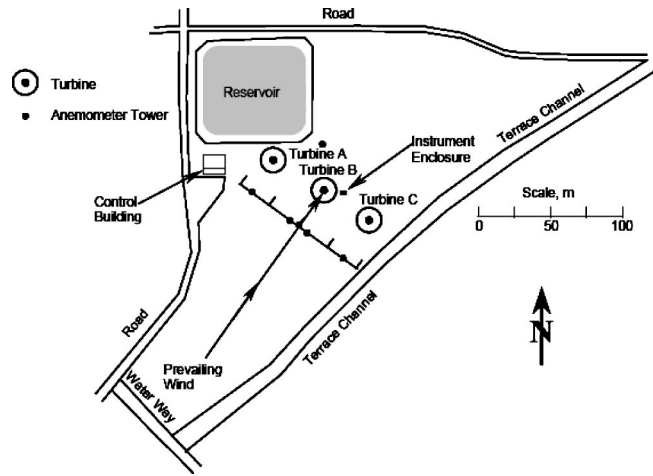 Road
Turbine
Anemometer Tower
Reservoir
Terrace Channel
Turbine A
Turbine B
Instrument
Enclosure
Control
Building
Turbine C
Scale, m
0
50
100
Road
Prevailing
Wind
Terrace Channel
N
Water Way